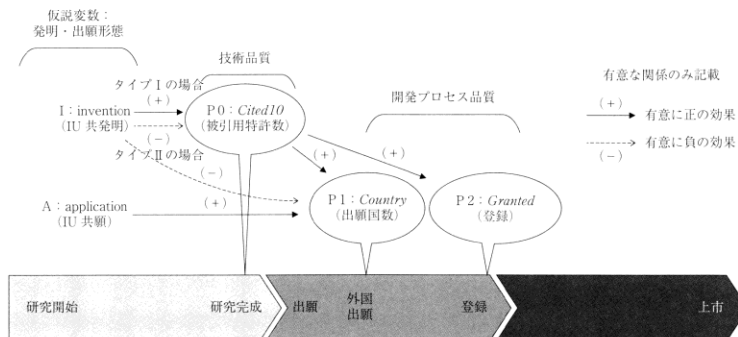 仮説変数：
発明・出願形態
技術品質
タイプⅠの場合
(＋)
I：invention
(IU 共発明)
(－)
タイプⅡの場合
P0：Cited10
(被引用特許数)
開発プロセス品質
有意な関係のみ記載
(＋)
有意に正の効果
有意に負の効果
(－)
(＋)
(＋)
(－)
(＋)
A：application
(IU 共願)
P1：Country
(出願国数)
P2：Granted
(登録)
研究開始
研究完成
出願
外国
出願
登録
上市